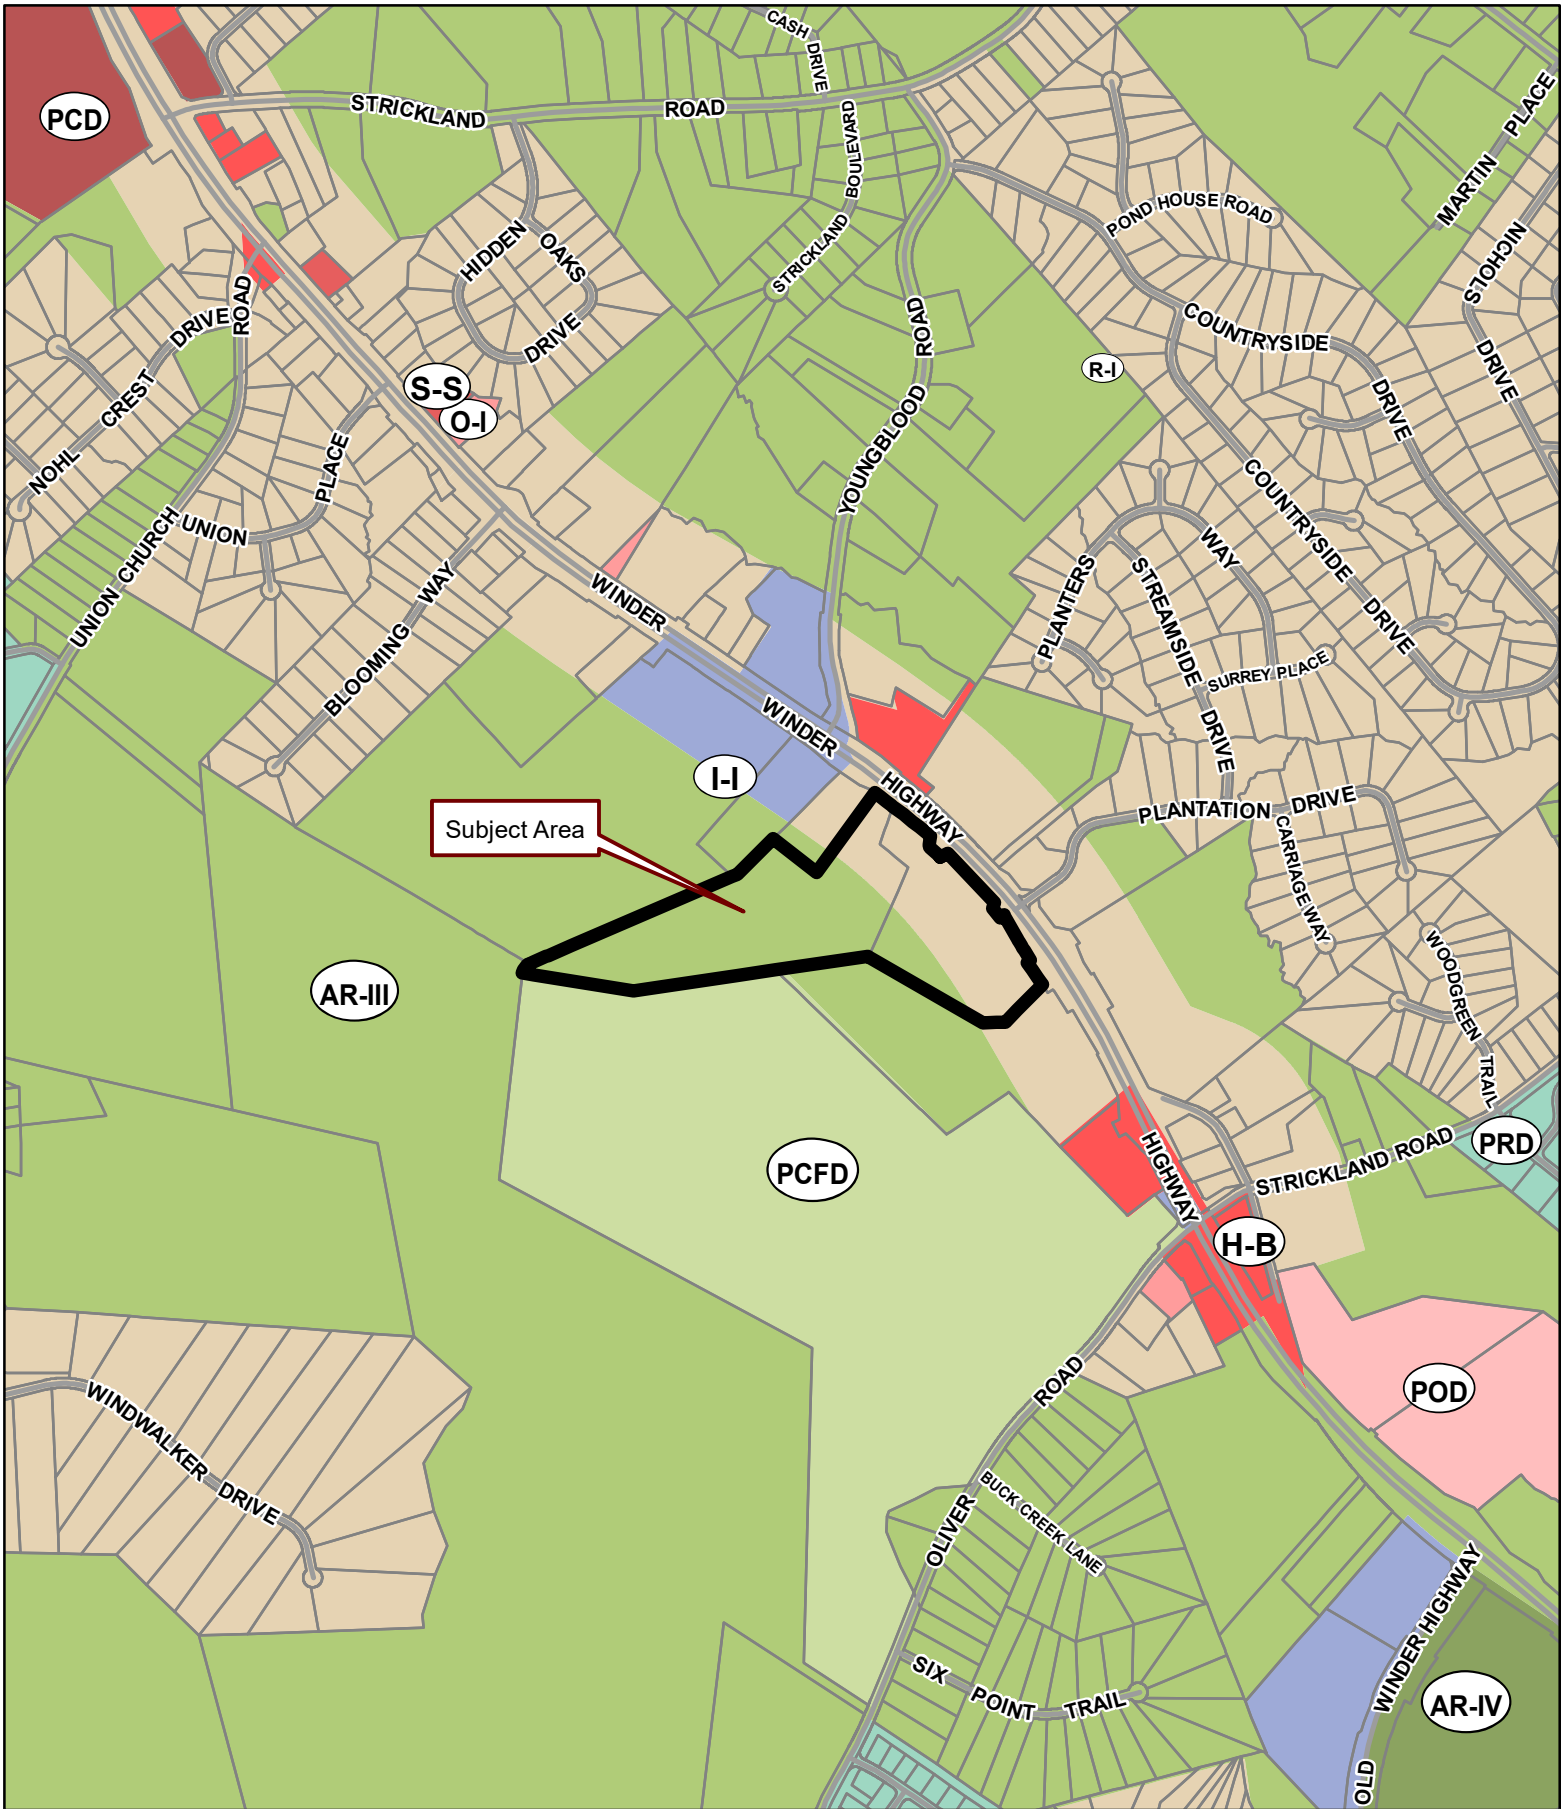 CASH DRIVE
PCD
STRICKLAND ROAD
MARTIN PLACE
STRICKLAND BOULEVARD
POND HOUSE ROAD
HIDDEN OAKS DRIVE
NICHOLS DRIVE
NOHL CREST DRIVE
ROAD
COUNTRYSIDE DRIVE
YOUNGBLOOD ROAD
R-I
S-S
O-I
UNION PLACE
COUNTRYSIDE DRIVE
UNION CHURCH
BLOOMING WAY
WINDER
PLANTERS WAY
STREAMSIDE DRIVE
SURREY PLACE
WINDER HIGHWAY
I-I
Subject Area
PLANTATION DRIVE
CARRIAGE WAY
WOODGREEN TRAIL
AR-III
PCFD
HIGHWAY
STRICKLAND ROAD
PRD
H-B
OLIVER ROAD
POD
WINDWALKER DRIVE
BUCK CREEK LANE
SIX POINT TRAIL
OLD WINDER HIGHWAY
AR-IV